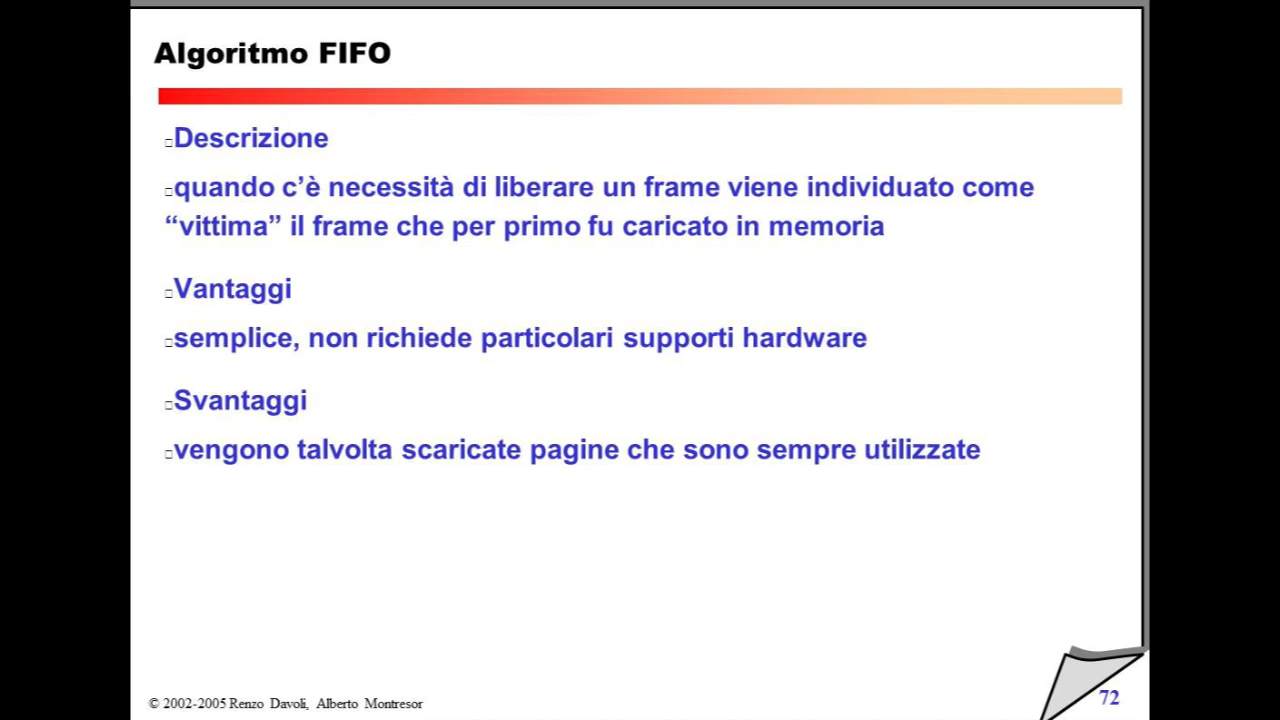 Algoritmo FIFO
Descrizione
quando c’è necessità di liberare un frame viene individuato come
“vittima” il frame che per primo fu caricato in memoria
Vantaggi
semplice, non richiede particolari supporti hardware
Svantaggi
vengono talvolta scaricate pagine che sono sempre utilizzate
© 2002-2005 Renzo Davoli, Alberto Montresor
72